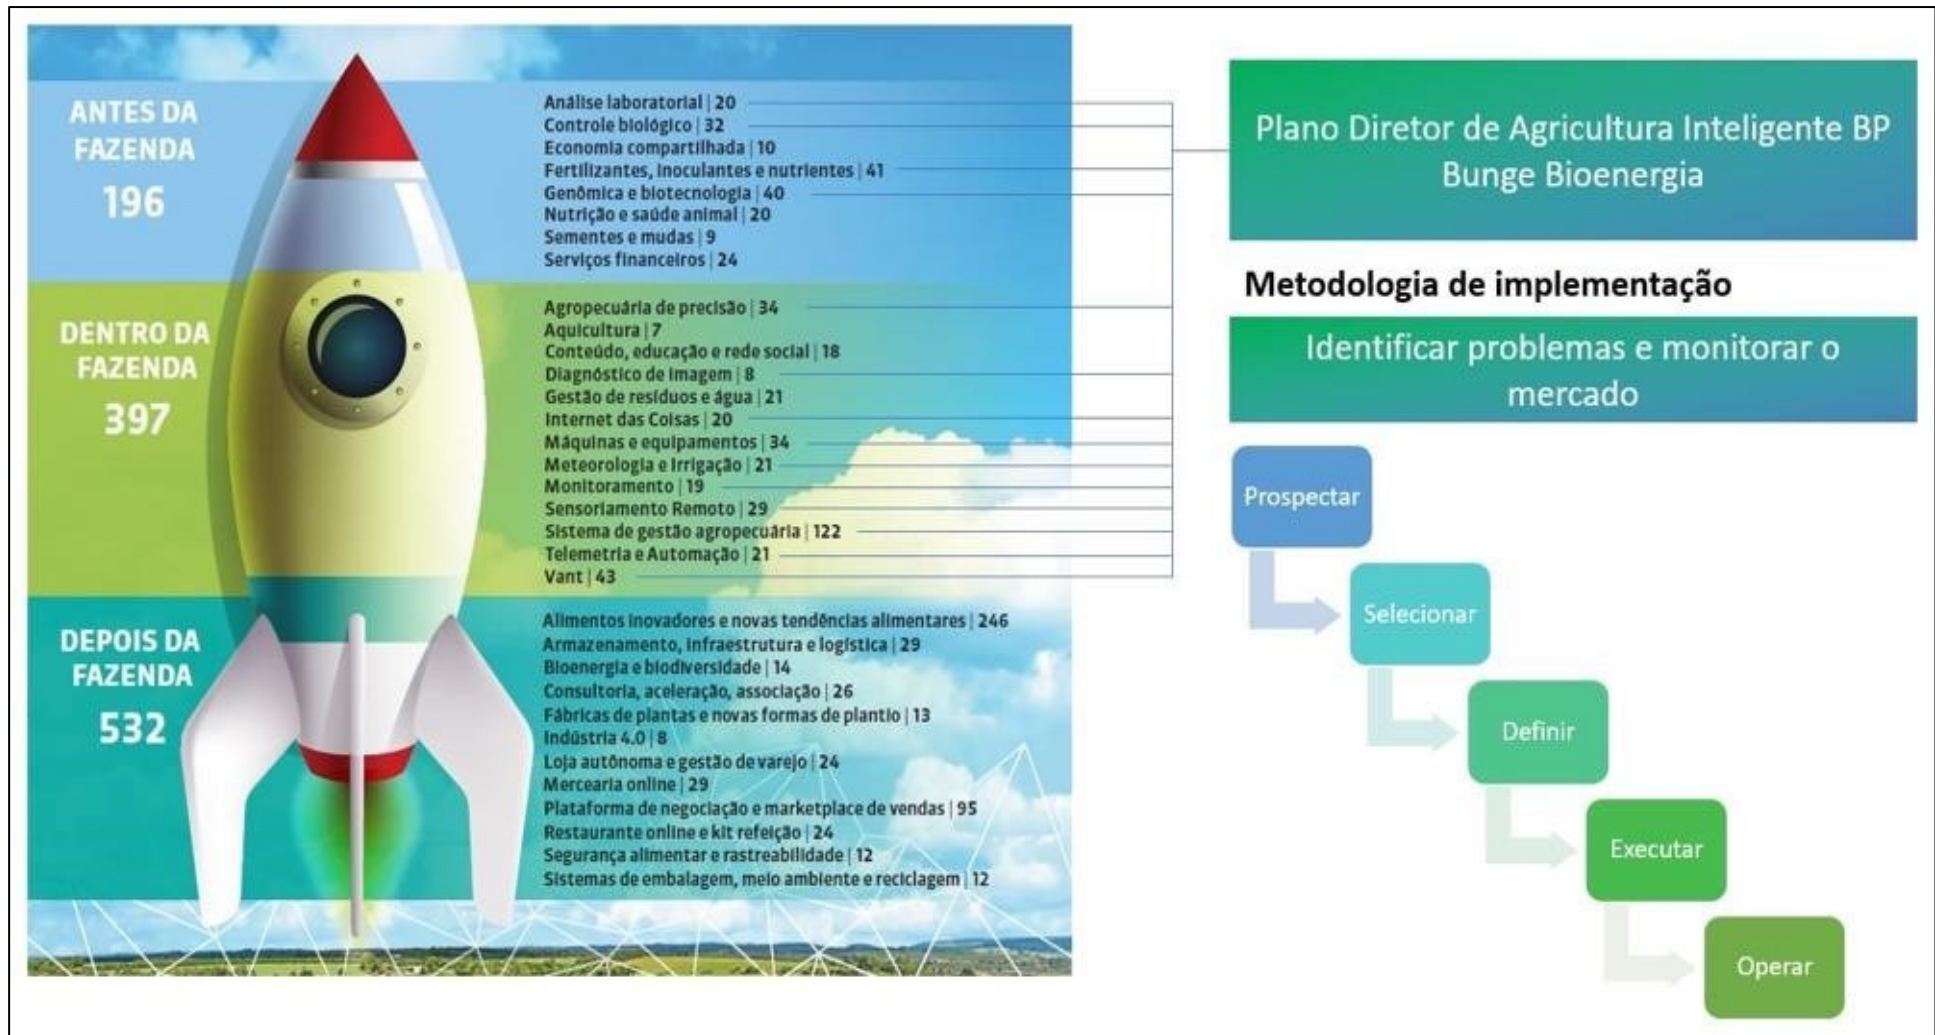 ANTES DA
FAZENDA
196
Análise laboratorial | 20
Controle biológico | 32
Economia compartilhada | 10
Fertilizantes, inoculantes e nutrientes | 41
Genômica e biotecnologia | 40
Nutrição e saúde animal | 20
Sementes e mudas | 9
Serviços financeiros | 24
DENTRO DA
FAZENDA
397
Agropecuária de precisão | 34
Aquicultura | 7
Conteúdo, educação e rede social | 18
Diagnóstico de imagem | 8
Gestão de resíduos e água | 21
Internet das Coisas | 20
Máquinas e equipamentos | 34
Meteorologia e irrigação | 21
Monitoramento | 19
Sensoriamento Remoto | 29
Sistema de gestão agropecuária | 122
Telemetria e Automação | 21
Vant | 43
DEPOIS DA
FAZENDA
532
Alimentos inovadores e novas tendências alimentares | 246
Armazenamento, infraestrutura e logística | 29
Bioenergia e biodiversidade | 14
Consultoria, aceleração, associação | 26
Fábricas de plantas e novas formas de plantio | 13
Indústria 4.0 | 8
Loja autônoma e gestão de varejo | 24
Mercearia online | 29
Plataforma de negociação e marketplace de vendas | 95
Restaurante online e kit refeição | 24
Segurança alimentar e rastreabilidade | 12
Sistemas de embalagem, meio ambiente e reciclagem | 12
Plano Diretor de Agricultura Inteligente BP
Bunge Bioenergia
Metodologia de implementação
Identificar problemas e monitorar o
mercado
Prospectar
Selecionar
Definir
Executar
Operar